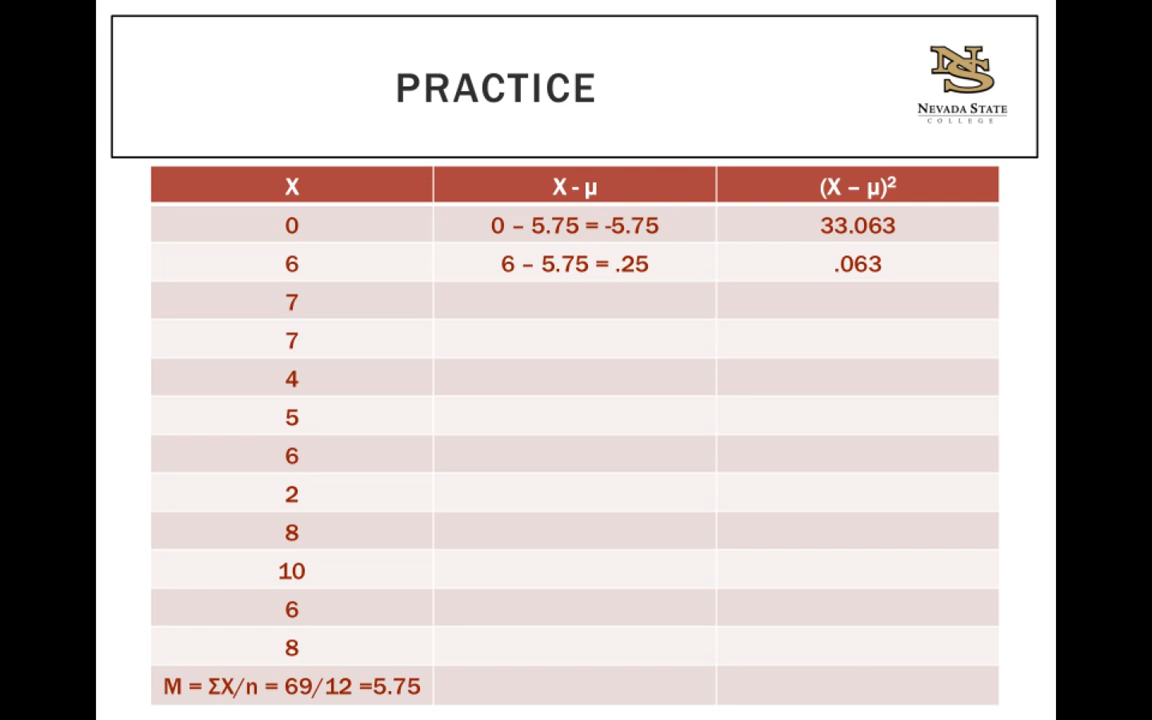 PRACTICE
NS
NEVADA STATE
COLLEGE
X X - µ (X – µ)²
0 0 – 5.75 = -5.75 33.063
6 6 – 5.75 = .25 .063
7
7
4
5
6
2
8
10
6
8
M = ΣX/n = 69/12 =5.75